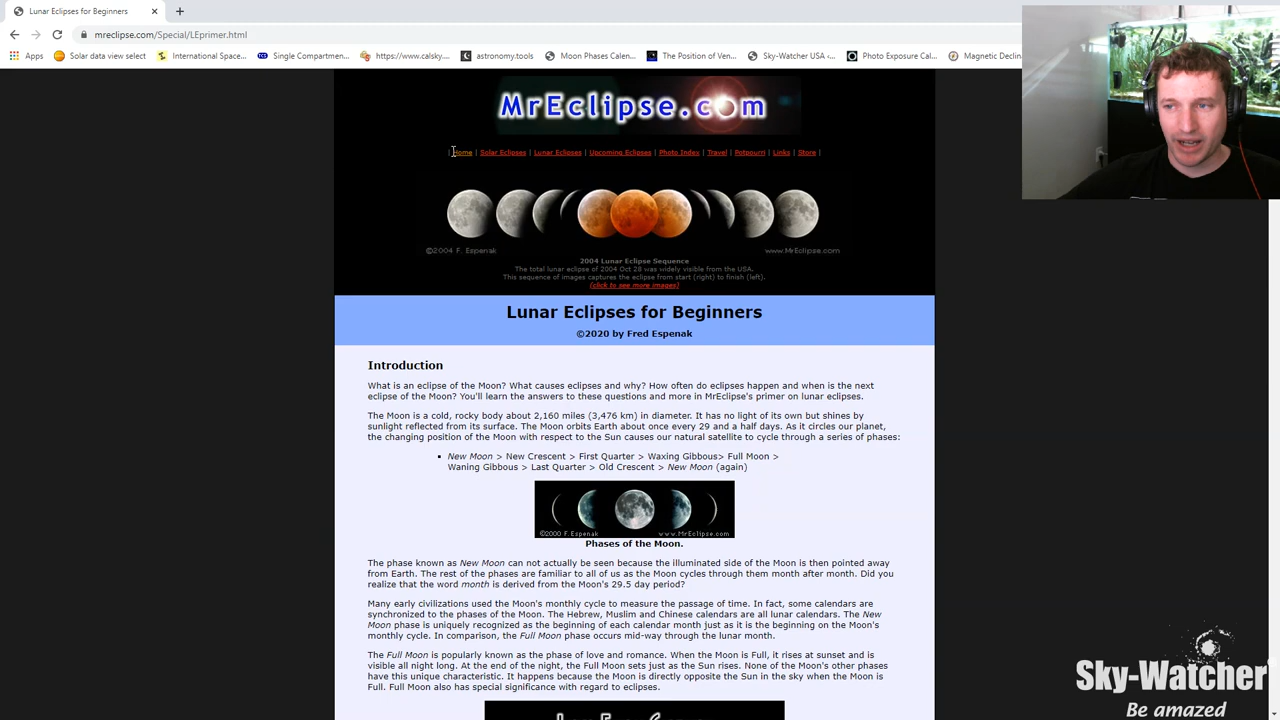 Lunar Eclipses for Beginners
mreclipse.com/Special/LEprimer.html
Apps Solar data view select International Space... Single Compartmen... https://www.calsky.... astronomy.tools Moon Phases Calen... The Position of Ven... Sky-Watcher USA ‹... Photo Exposure Cal... Magnetic Declin
MrEclipse.com
| Home | Solar Eclipses | Lunar Eclipses | Upcoming Eclipses | Photo Index | Travel | Potpourri | Links | Store |
©2004 F. Espenak www.MrEclipse.com
2004 Lunar Eclipse Sequence
The total lunar eclipse of 2004 Oct 28 was widely visible from the USA.
This sequence of images captures the eclipse from start (right) to finish (left).
(click to see more images)
Lunar Eclipses for Beginners
©2020 by Fred Espenak
Introduction
What is an eclipse of the Moon? What causes eclipses and why? How often do eclipses happen and when is the next
eclipse of the Moon? You'll learn the answers to these questions and more in MrEclipse's primer on lunar eclipses.
The Moon is a cold, rocky body about 2,160 miles (3,476 km) in diameter. It has no light of its own but shines by
sunlight reflected from its surface. The Moon orbits Earth about once every 29 and a half days. As it circles our planet,
the changing position of the Moon with respect to the Sun causes our natural satellite to cycle through a series of phases:
New Moon > New Crescent > First Quarter > Waxing Gibbous> Full Moon >
Waning Gibbous > Last Quarter > Old Crescent > New Moon (again)
©2000 F. Espenak www.MrEclipse.com
Phases of the Moon.
The phase known as New Moon can not actually be seen because the illuminated side of the Moon is then pointed away
from Earth. The rest of the phases are familiar to all of us as the Moon cycles through them month after month. Did you
realize that the word month is derived from the Moon's 29.5 day period?
Many early civilizations used the Moon's monthly cycle to measure the passage of time. In fact, some calendars are
synchronized to the phases of the Moon. The Hebrew, Muslim and Chinese calendars are all lunar calendars. The New
Moon phase is uniquely recognized as the beginning of each calendar month just as it is the beginning on the Moon's
monthly cycle. In comparison, the Full Moon phase occurs mid-way through the lunar month.
The Full Moon is popularly known as the phase of love and romance. When the Moon is Full, it rises at sunset and is
visible all night long. At the end of the night, the Full Moon sets just as the Sun rises. None of the Moon's other phases
have this unique characteristic. It happens because the Moon is directly opposite the Sun in the sky when the Moon is
Full. Full Moon also has special significance with regard to eclipses.
Sky-Watcher
Be amazed